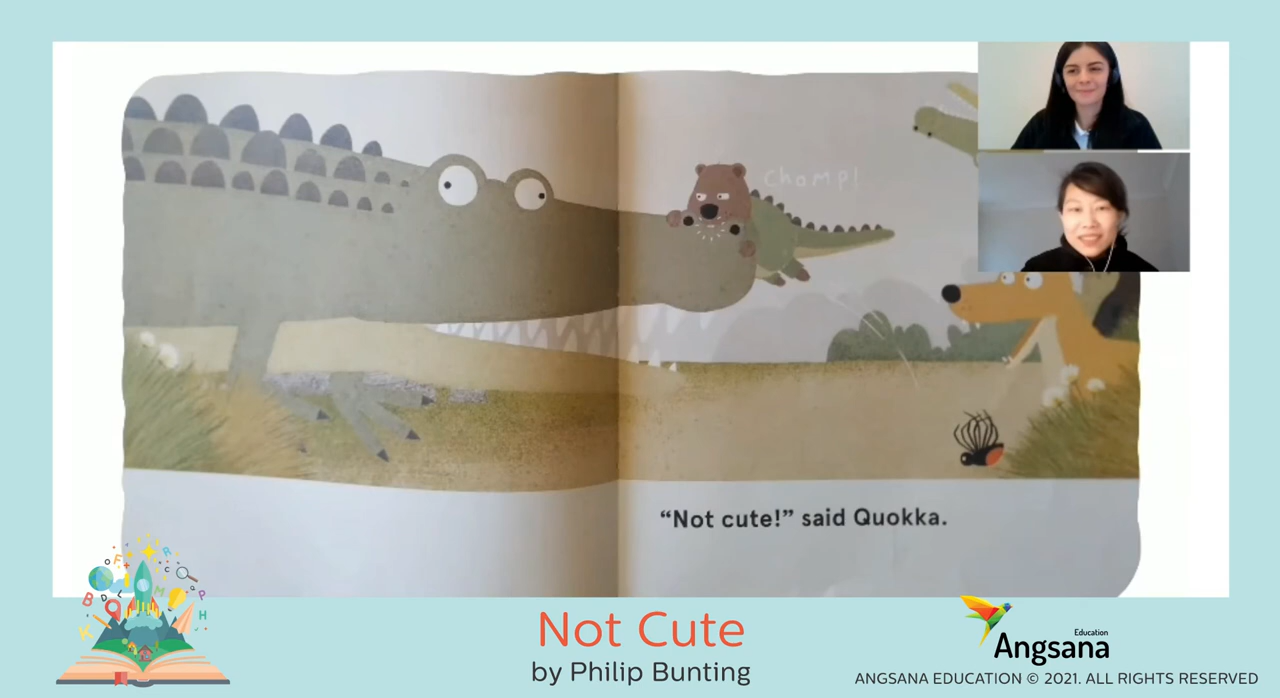 Chomp!
“Not cute!” said Quokka.
Not Cute
by Philip Bunting
Education
Angsana
ANGSANA EDUCATION © 2021. ALL RIGHTS RESERVED